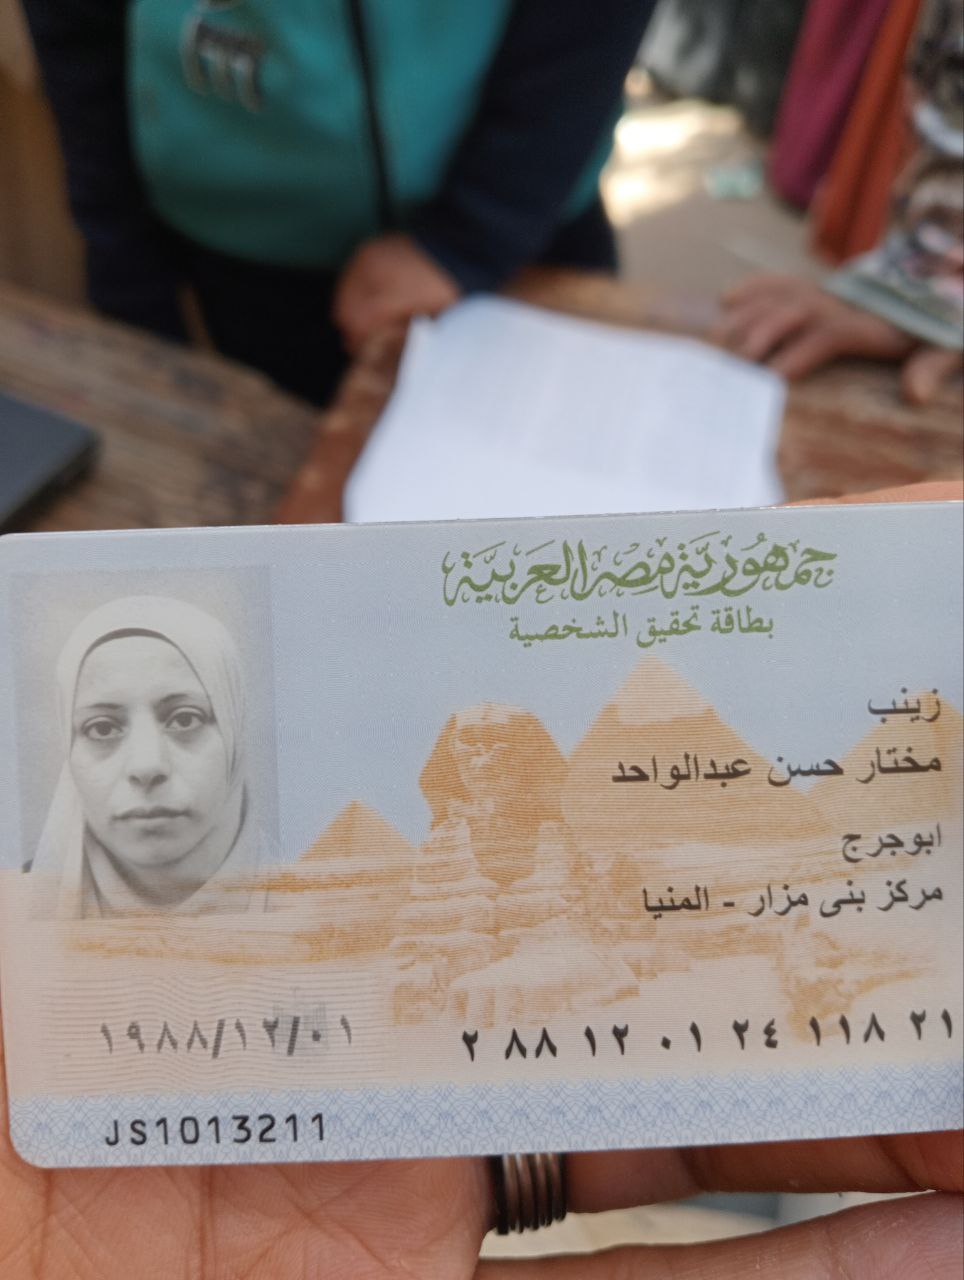 جمهورية مصر العربية
بطاقة تحقيق الشخصية
زينب
مختار حسن عبدالواحد
ابوجرج
مركز بنى مزار - المنيا
٢ ٨٨ ١٢ ٠١ ٢٤ ١١٨ ٢١
١٩٨٨/١٢/٠١
JS1013211